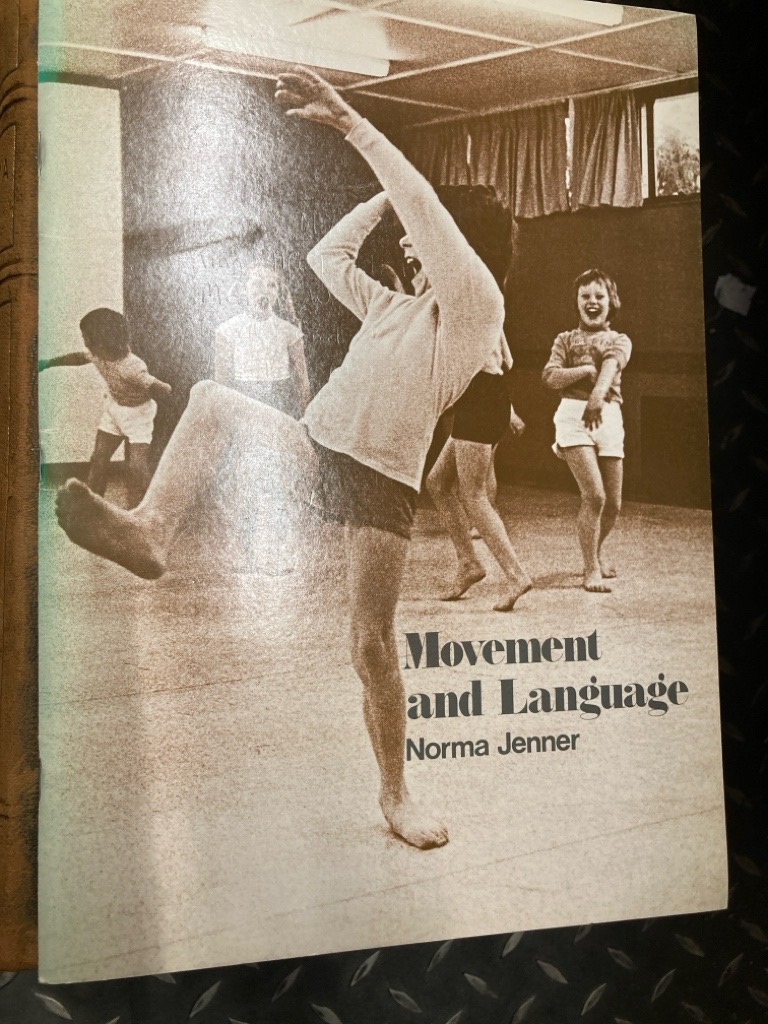 Movement
and Language
Norma Jenner